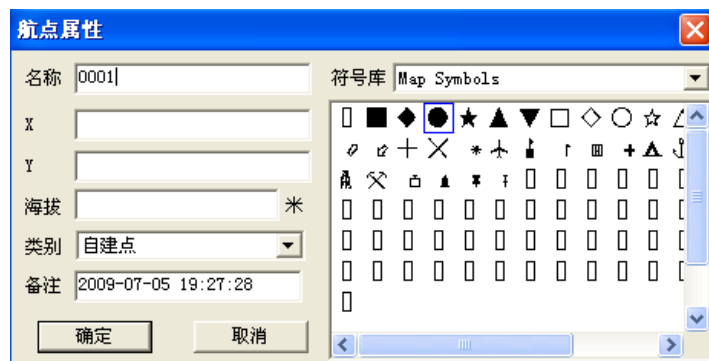 航点属性
名称 0001
符号库 Map Symbols
X
Y
海拔 米
类别 自建点
备注 2009-07-05 19:27:28
确定 取消